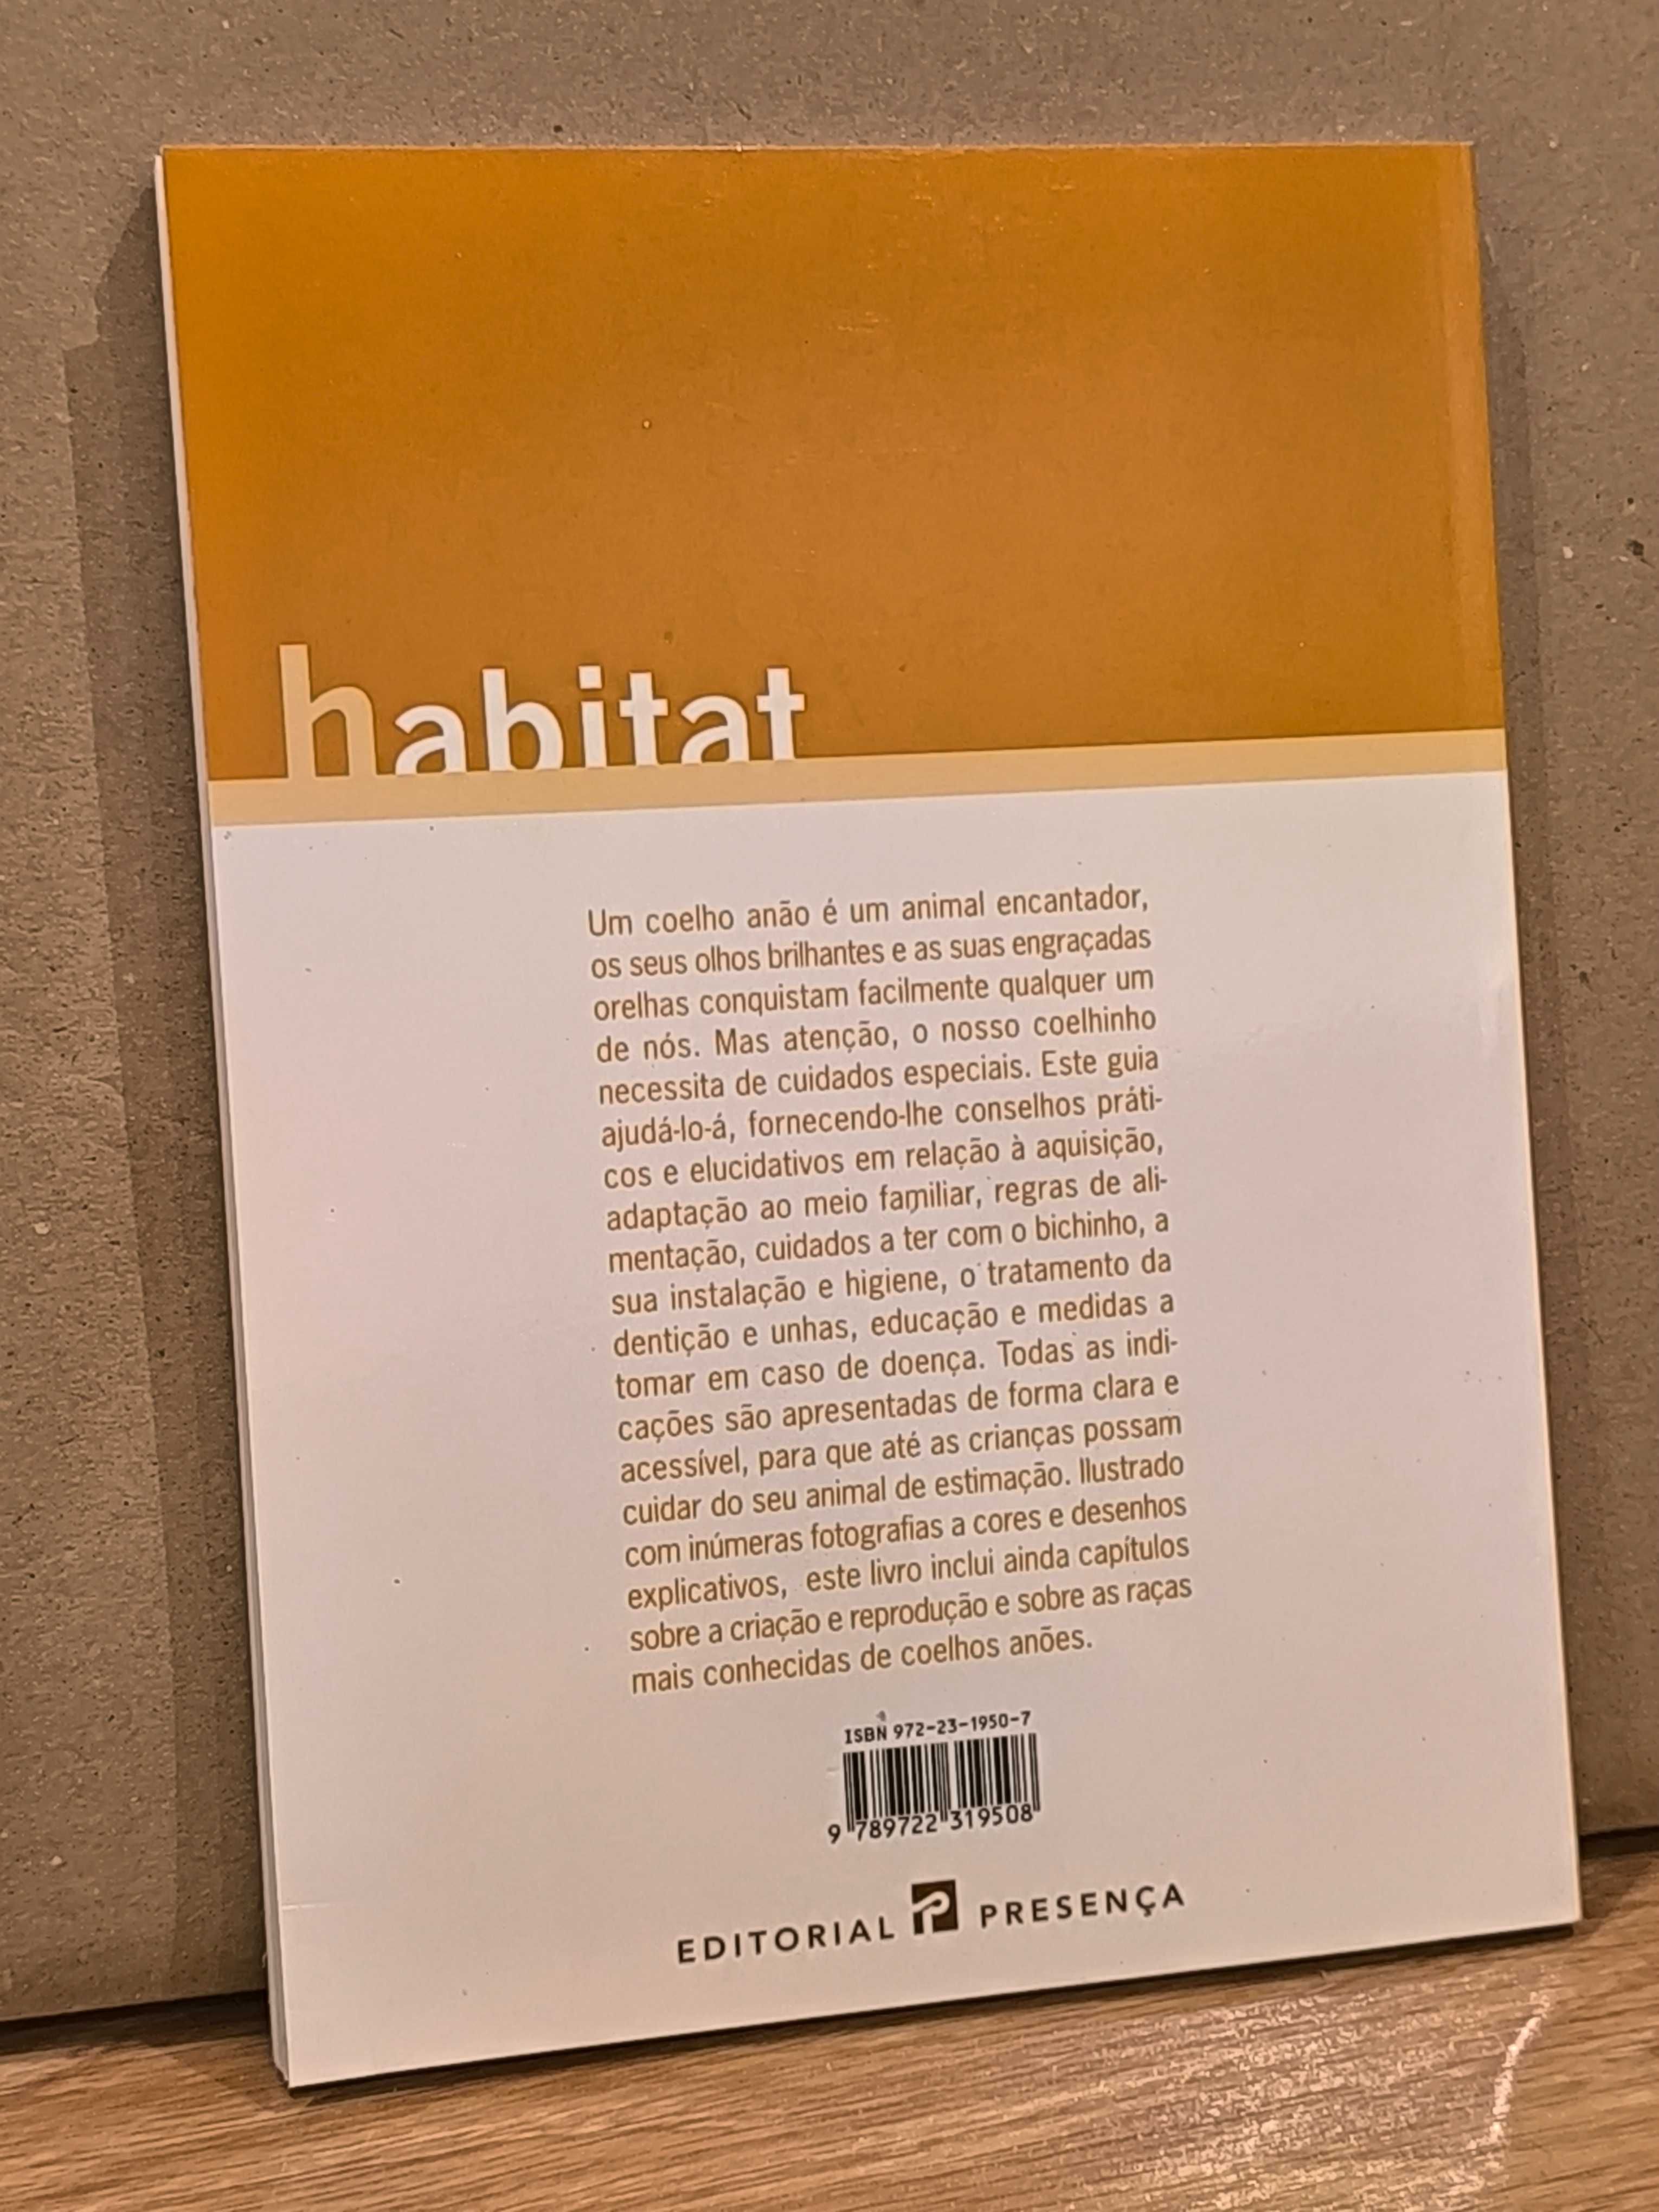 habitat
Um coelho anão é um animal encantador,
os seus olhos brilhantes e as suas engraçadas
orelhas conquistam facilmente qualquer um
de nós. Mas atenção, o nosso coelhinho
necessita de cuidados especiais. Este guia
ajudá-lo-á, fornecendo-lhe conselhos práti-
cos e elucidativos em relação à aquisição,
adaptação ao meio familiar, regras de ali-
mentação, cuidados a ter com o bichinho, a
sua instalação e higiene, o tratamento da
dentição e unhas, educação e medidas a
tomar em caso de doença. Todas as indi-
cações são apresentadas de forma clara e
acessível, para que até as crianças possam
cuidar do seu animal de estimação. Ilustrado
com inúmeras fotografias a cores e desenhos
explicativos, este livro inclui ainda capítulos
sobre a criação e reprodução e sobre as raças
mais conhecidas de coelhos anões.
ISBN 972-23-1950-7
9 789722 319508
EDITORIAL P PRESENÇA